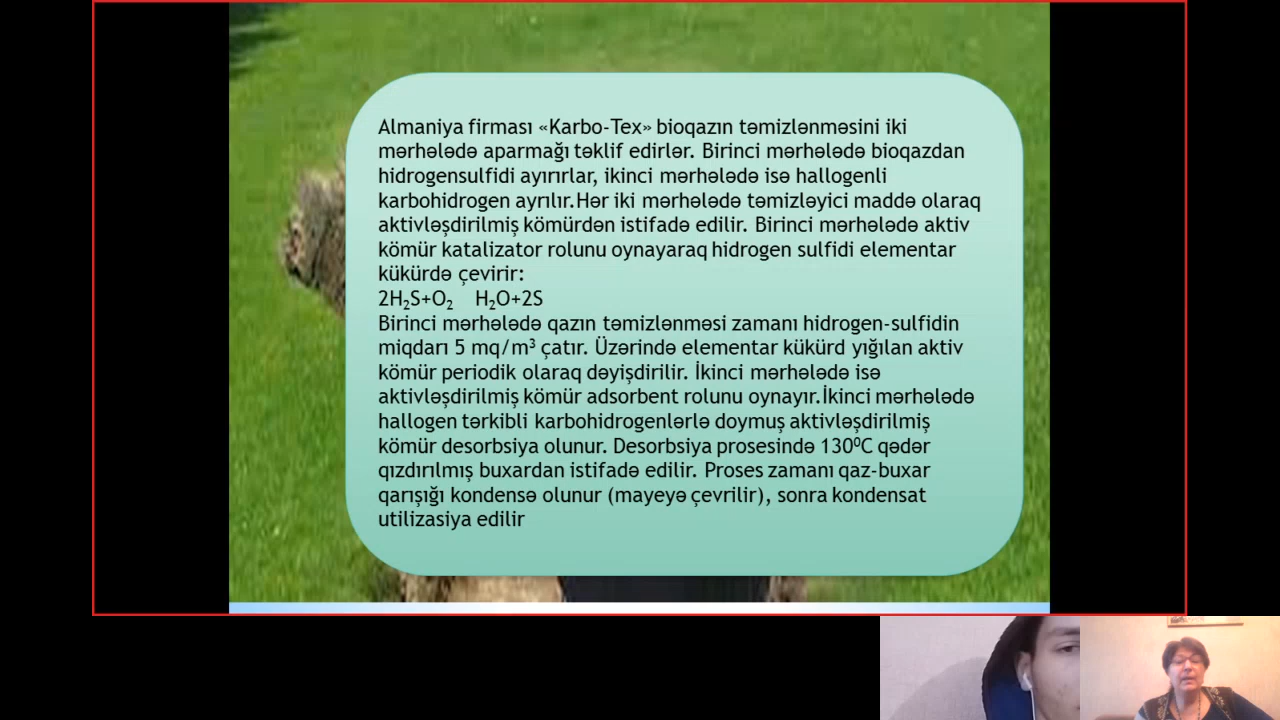 Almaniya firması «Karbo-Tex» bioqazın təmizlənməsini iki
mərhələdə aparmağı təklif edirlər. Birinci mərhələdə bioqazdan
hidrogensulfidi ayırırlar, ikinci mərhələdə isə hallogenli
karbohidrogen ayrılır.Hər iki mərhələdə təmizləyici maddə olaraq
aktivləşdirilmiş kömürdən istifadə edilir. Birinci mərhələdə aktiv
kömür katalizator rolunu oynayaraq hidrogen sulfidi elementar
kükürdə çevirir:
2H₂S+O₂ H₂O+2S
Birinci mərhələdə qazın təmizlənməsi zamanı hidrogen-sulfidin
miqdarı 5 mq/m³ çatır. Üzərində elementar kükürd yığılan aktiv
kömür periodik olaraq dəyişdirilir. İkinci mərhələdə isə
aktivləşdirilmiş kömür adsorbent rolunu oynayır.İkinci mərhələdə
hallogen tərkibli karbohidrogenlərlə doymuş aktivləşdirilmiş
kömür desorbsiya olunur. Desorbsiya prosesində 130⁰C qədər
qızdırılmış buxardan istifadə edilir. Proses zamanı qaz-buxar
qarışığı kondensə olunur (mayeyə çevrilir), sonra kondensat
utilizasiya edilir